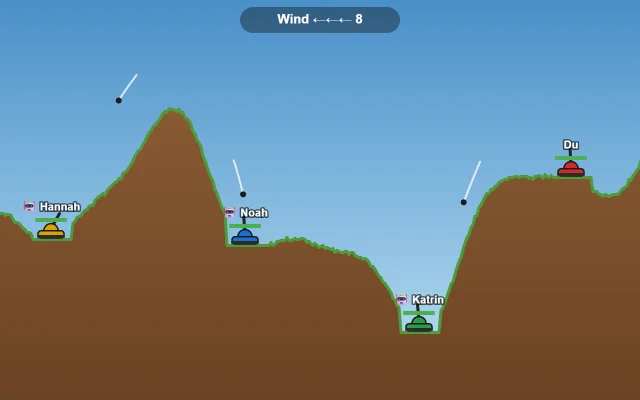 Wind ←←← 8
Du
Hannah
Noah
Katrin